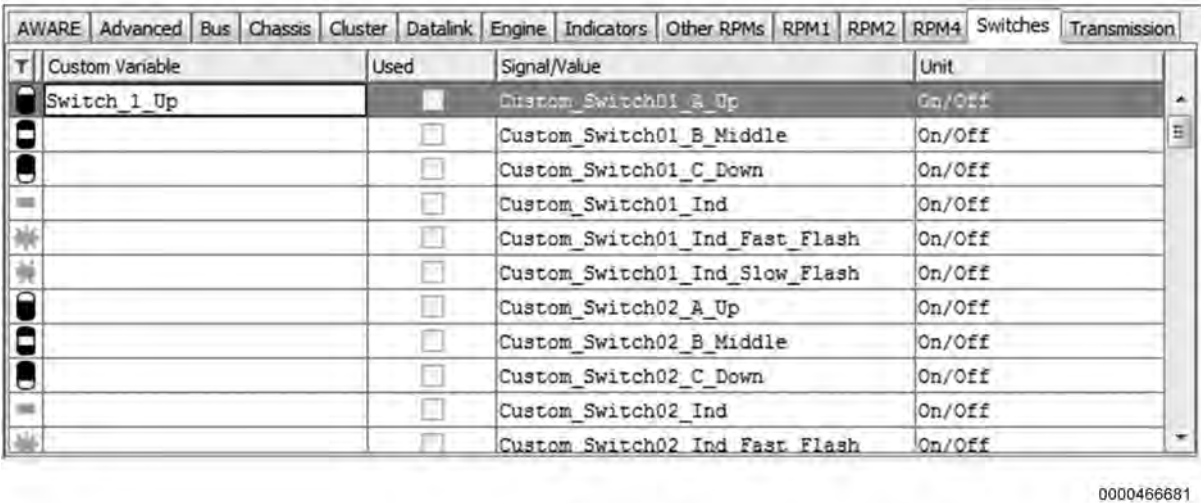 AWARE Advanced Bus Chassis Cluster Datalink Engine Indicators Other RPMs RPM1 RPM2 RPM4 Switches Transmission
Custom Variable Used Signal/Value Unit
Switch_1_Up Custom_Switch01_A_Up On/Off
Custom_Switch01_B_Middle On/Off
Custom_Switch01_C_Down On/Off
Custom_Switch01_Ind On/Off
Custom_Switch01_Ind_Fast_Flash On/Off
Custom_Switch01_Ind_Slow_Flash On/Off
Custom_Switch02_A_Up On/Off
Custom_Switch02_B_Middle On/Off
Custom_Switch02_C_Down On/Off
Custom_Switch02_Ind On/Off
Custom_Switch02_Ind_Fast_Flash On/Off
0000466681